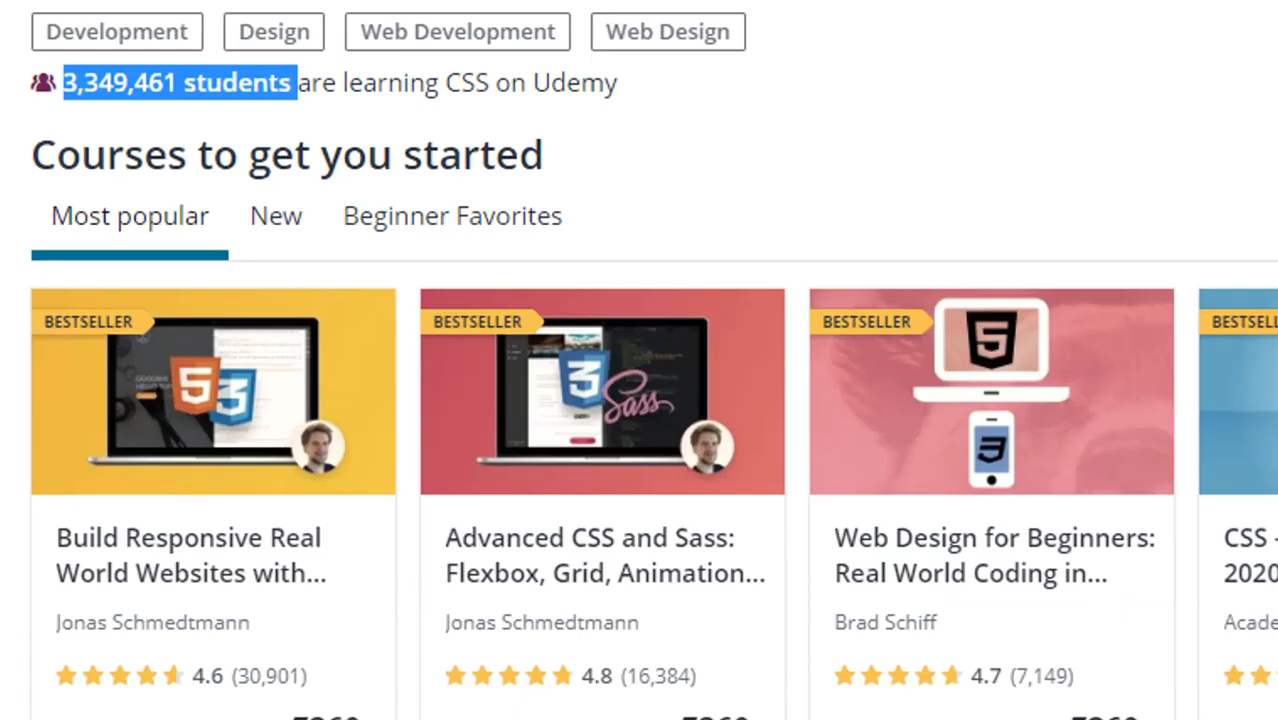 Development Design Web Development Web Design
3,349,461 students are learning CSS on Udemy
Courses to get you started
Most popular New Beginner Favorites
BESTSELLER
BESTSELLER
BESTSELLER
Sass
Build Responsive Real
World Websites with...
Jonas Schmedtmann
4.6 (30,901)
Advanced CSS and Sass:
Flexbox, Grid, Animation...
Jonas Schmedtmann
4.8 (16,384)
Web Design for Beginners:
Real World Coding in...
Brad Schiff
4.7 (7,149)
CSS -
2020